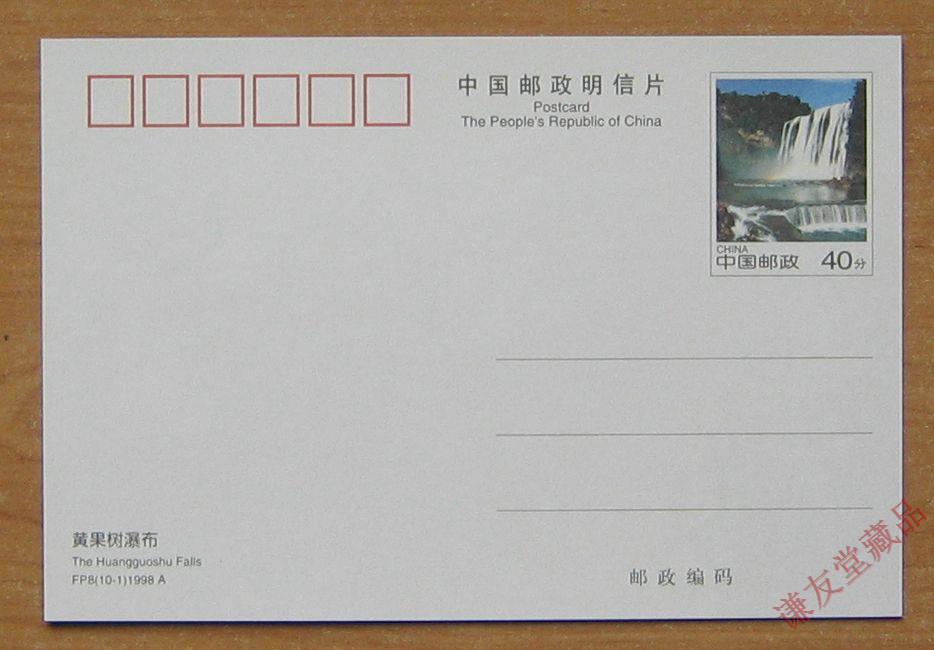 中国邮政明信片
Postcard
The People's Republic of China
CHINA
中国邮政 40分
黄果树瀑布
The Huangguoshu Falls
FP8(10-1)1998 A
邮政编码
谦友堂藏品